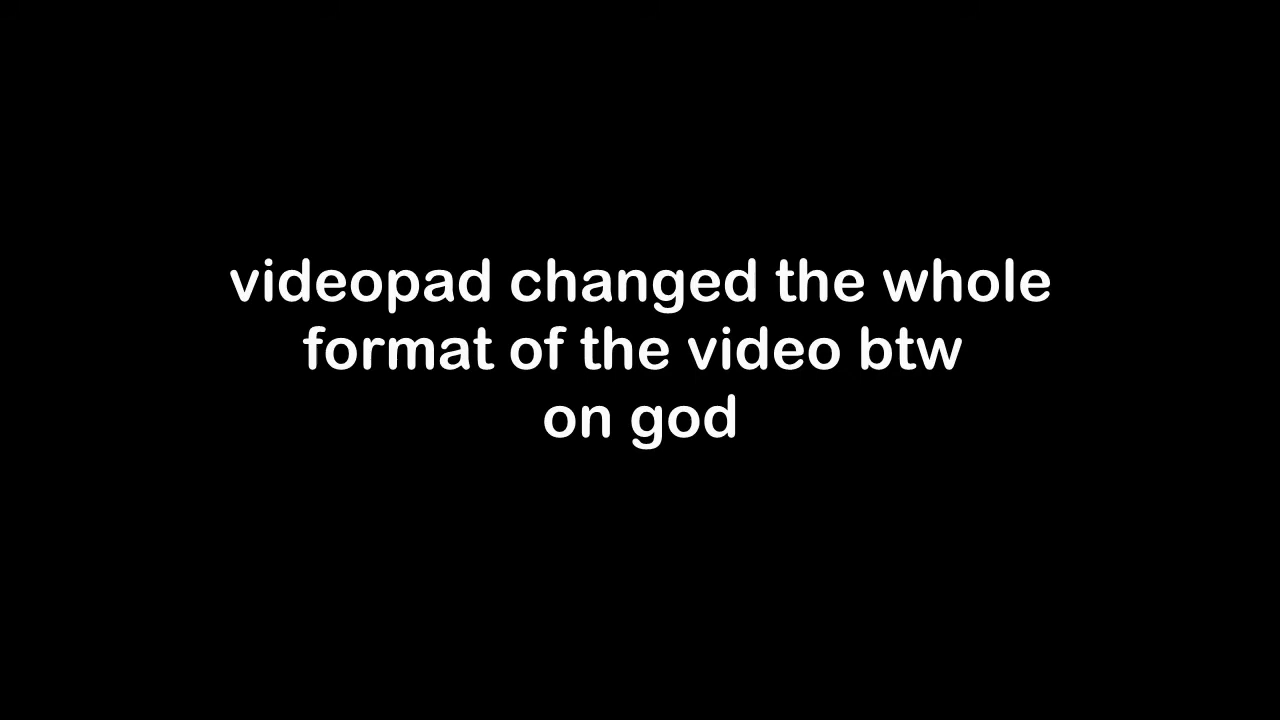 videopad changed the whole
format of the video btw
on god